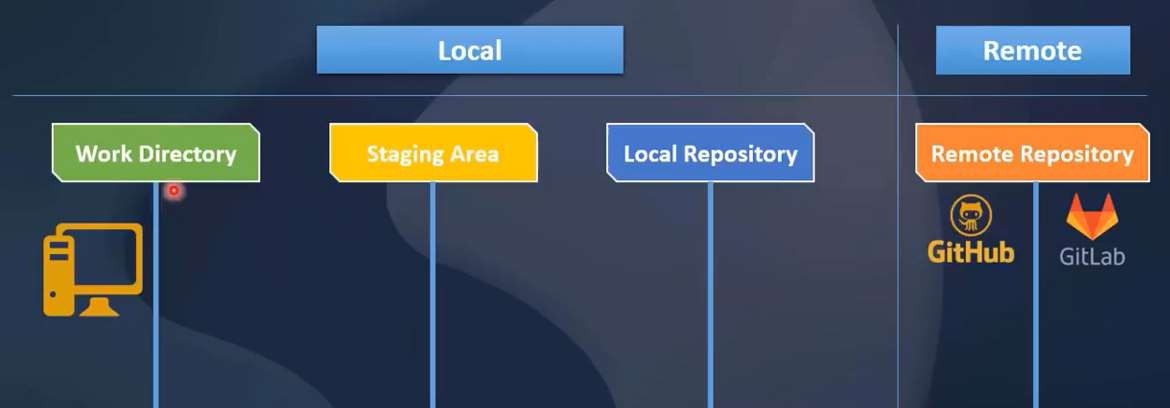 Local
Remote
Work Directory
Staging Area
Local Repository
Remote Repository
GitHub
GitLab